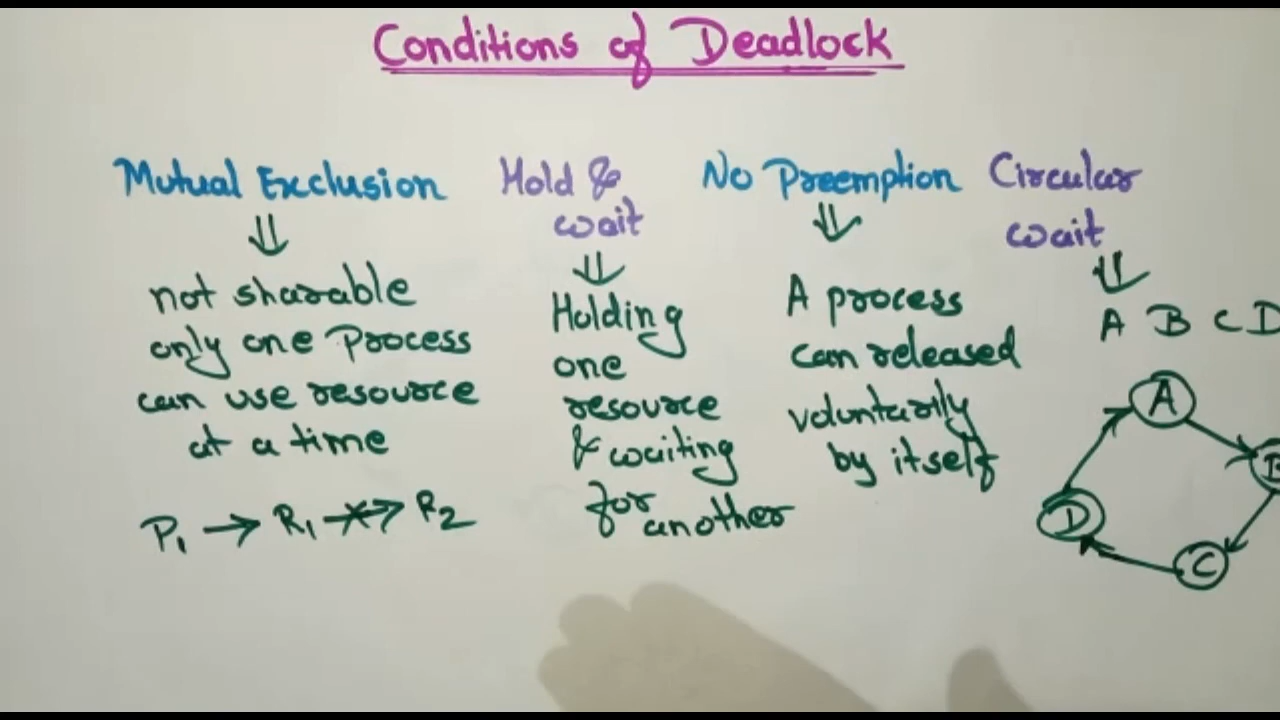 Conditions of Deadlock
Mutual Exclusion
not sharable
only one Process
can use resource
at a time
P1 → R1 → R2
Hold &
wait
Holding
one
resource
& waiting
for
another
No Preemption
A process
can released
voluntarily
by itself
Circular
wait
A B C D
A
B
C
D